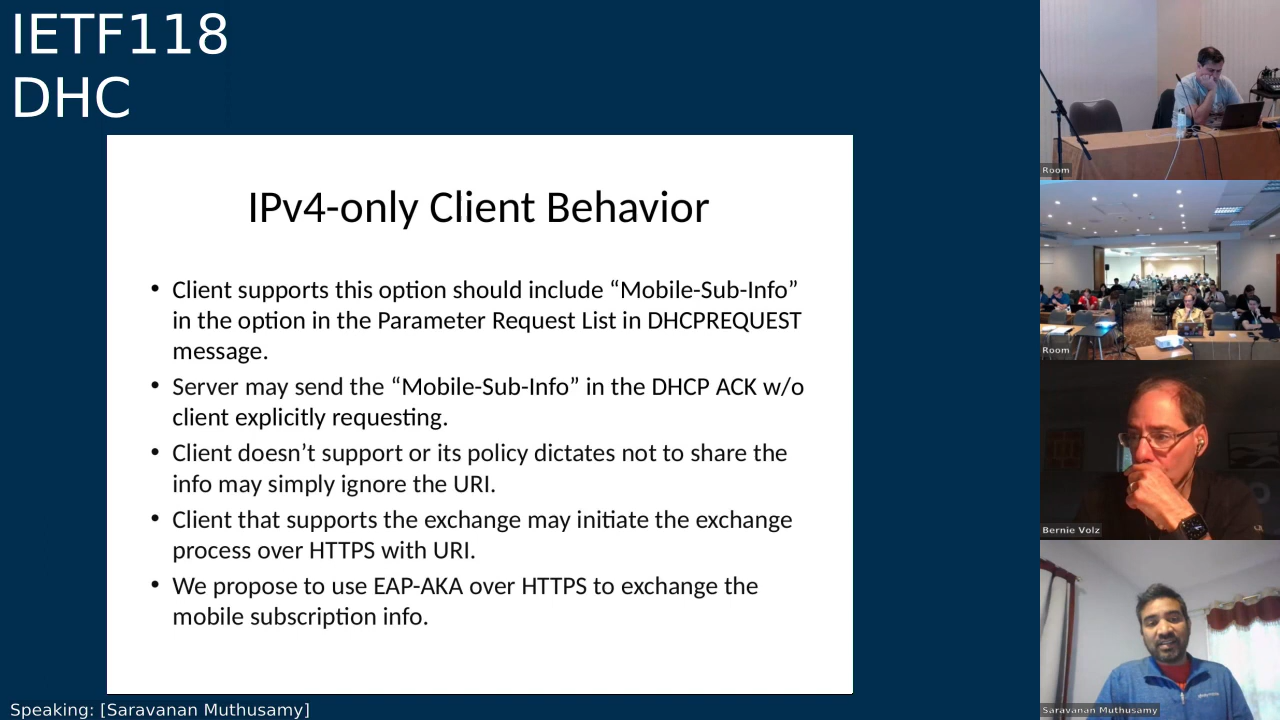 IETF118
DHC
IPv4-only Client Behavior
• Client supports this option should include “Mobile-Sub-Info”
in the option in the Parameter Request List in DHCPREQUEST
message.
• Server may send the “Mobile-Sub-Info” in the DHCP ACK w/o
client explicitly requesting.
• Client doesn’t support or its policy dictates not to share the
info may simply ignore the URI.
• Client that supports the exchange may initiate the exchange
process over HTTPS with URI.
• We propose to use EAP-AKA over HTTPS to exchange the
mobile subscription info.
Speaking: [Saravanan Muthusamy]
Room
Room
Bernie Volz
Saravanan Muthusamy